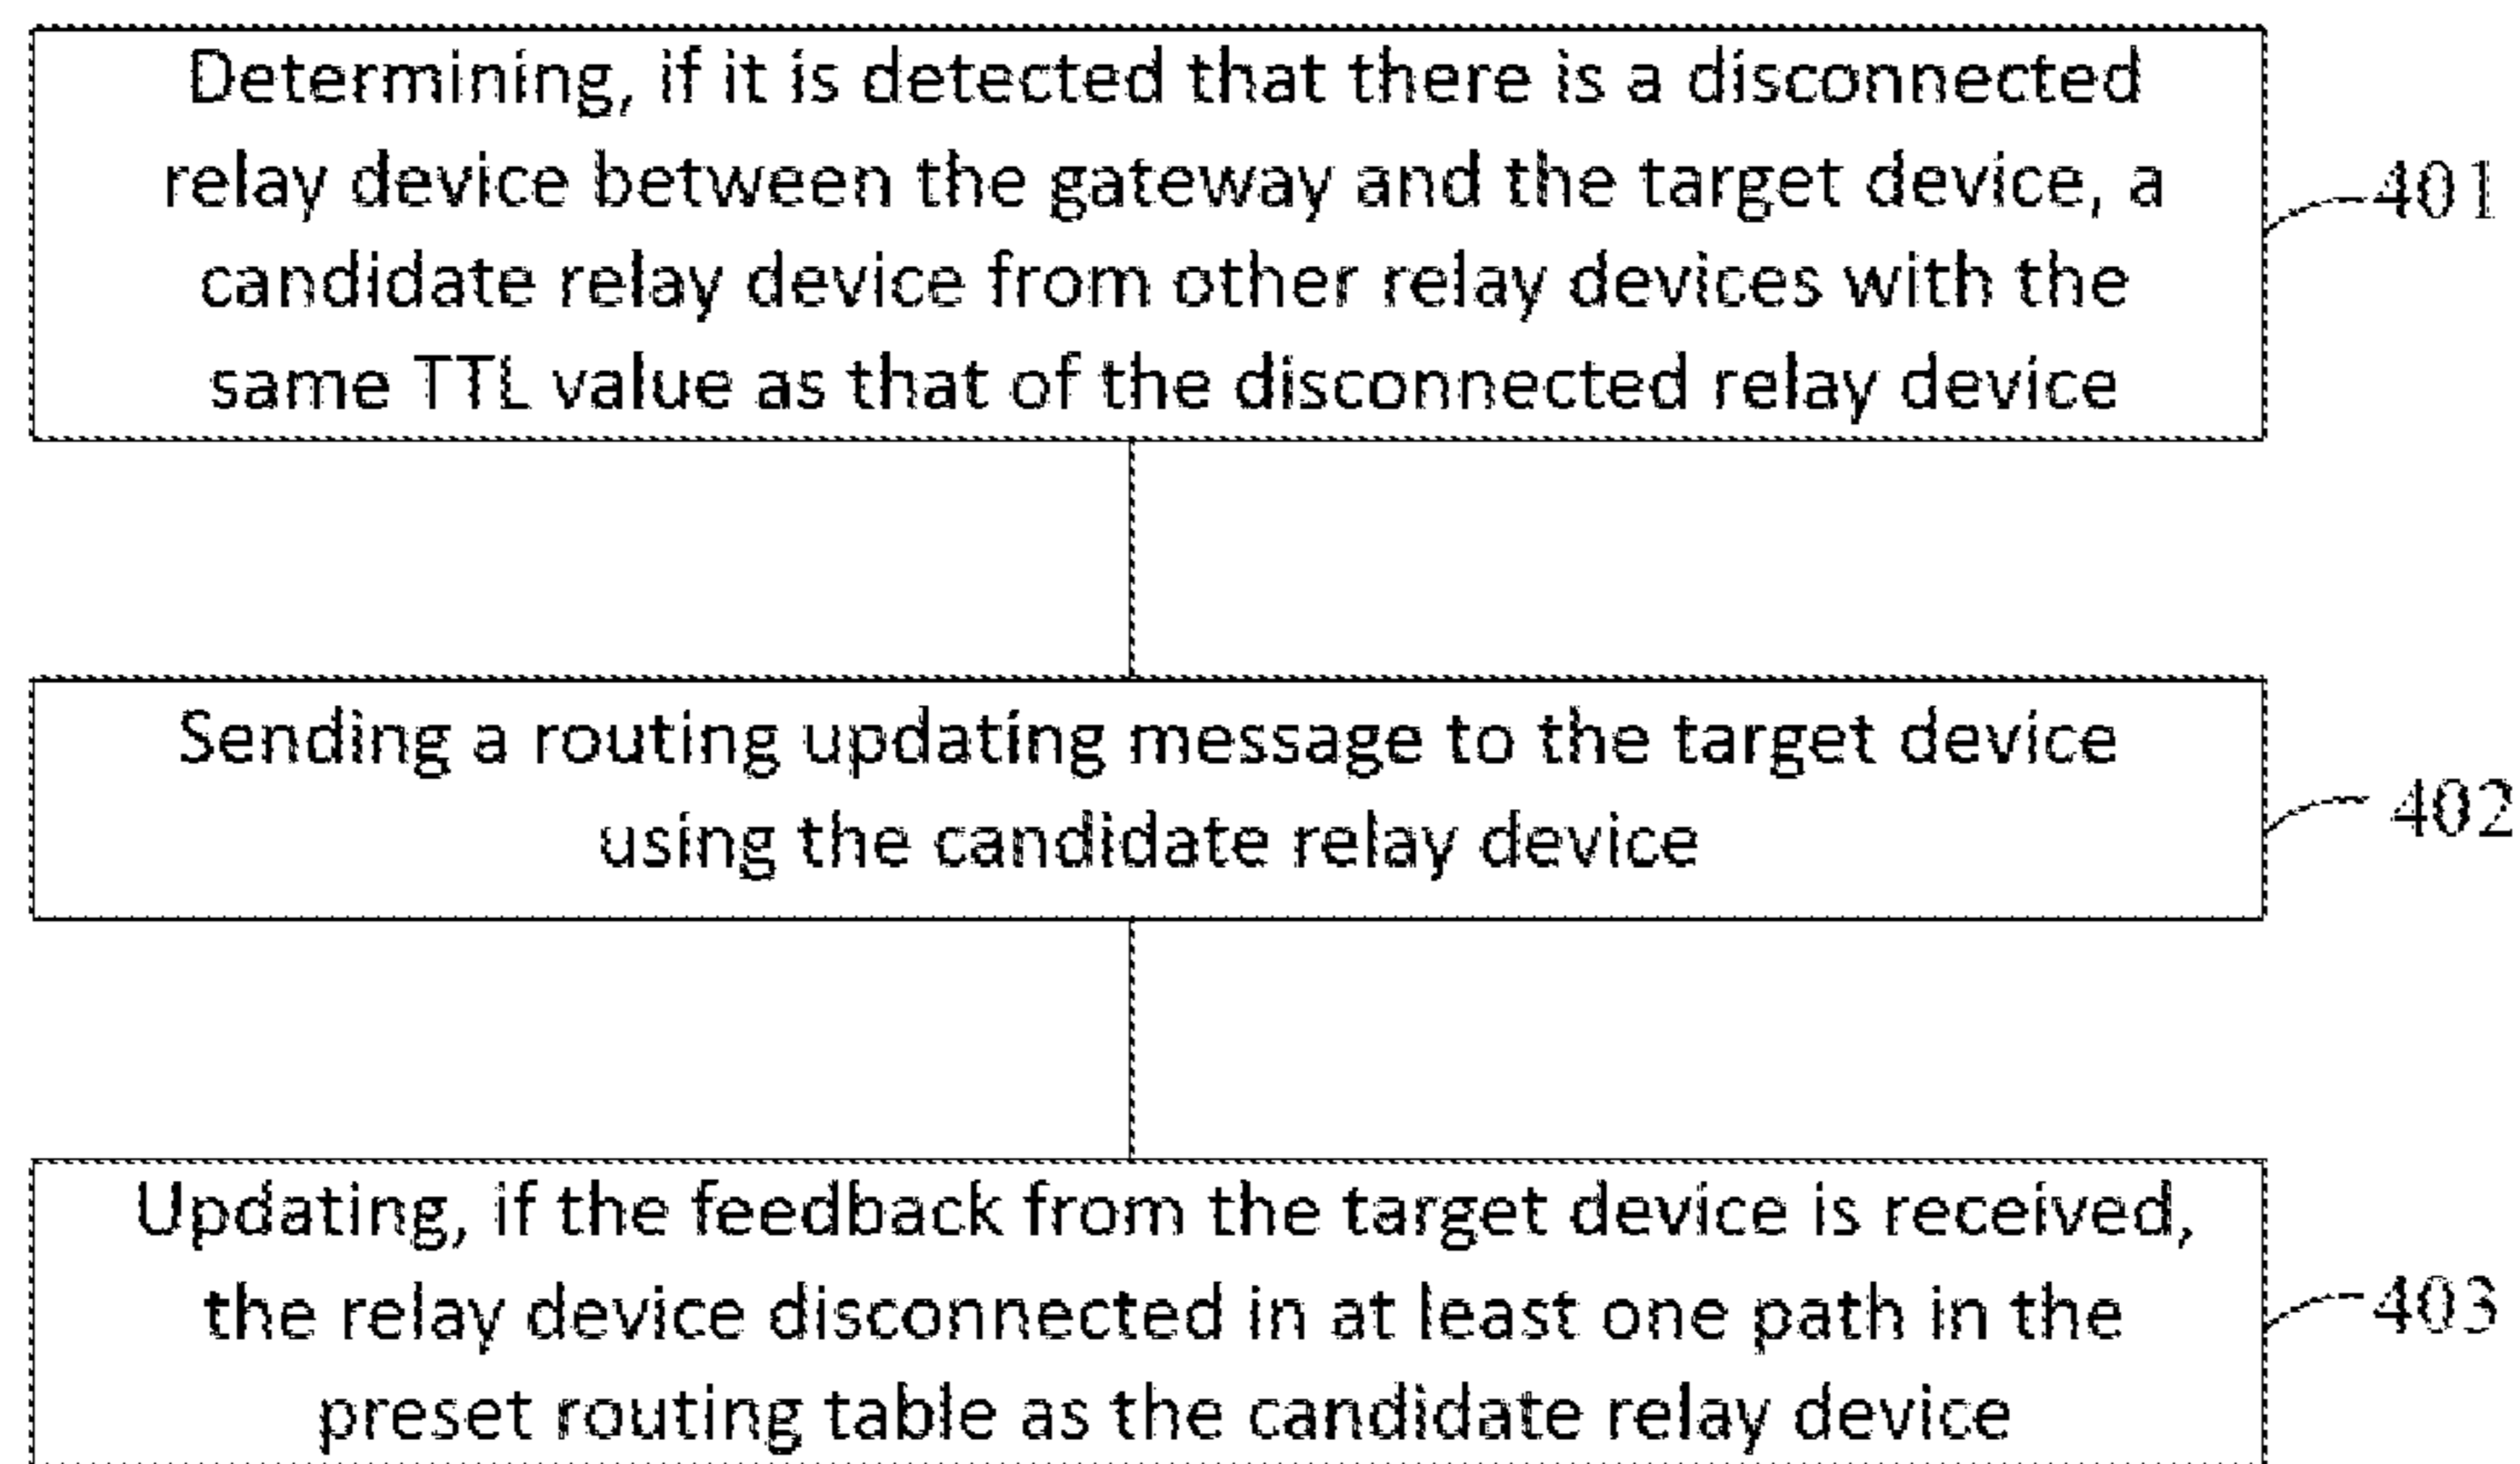 Determining, if it is detected that there is a disconnected
relay device between the gateway and the target device, a
candidate relay device from other relay devices with the
same TTL value as that of the disconnected relay device
401
Sending a routing updating message to the target device
using the candidate relay device
402
Updating, if the feedback from the target device is received,
the relay device disconnected in at least one path in the
preset routing table as the candidate relay device
403